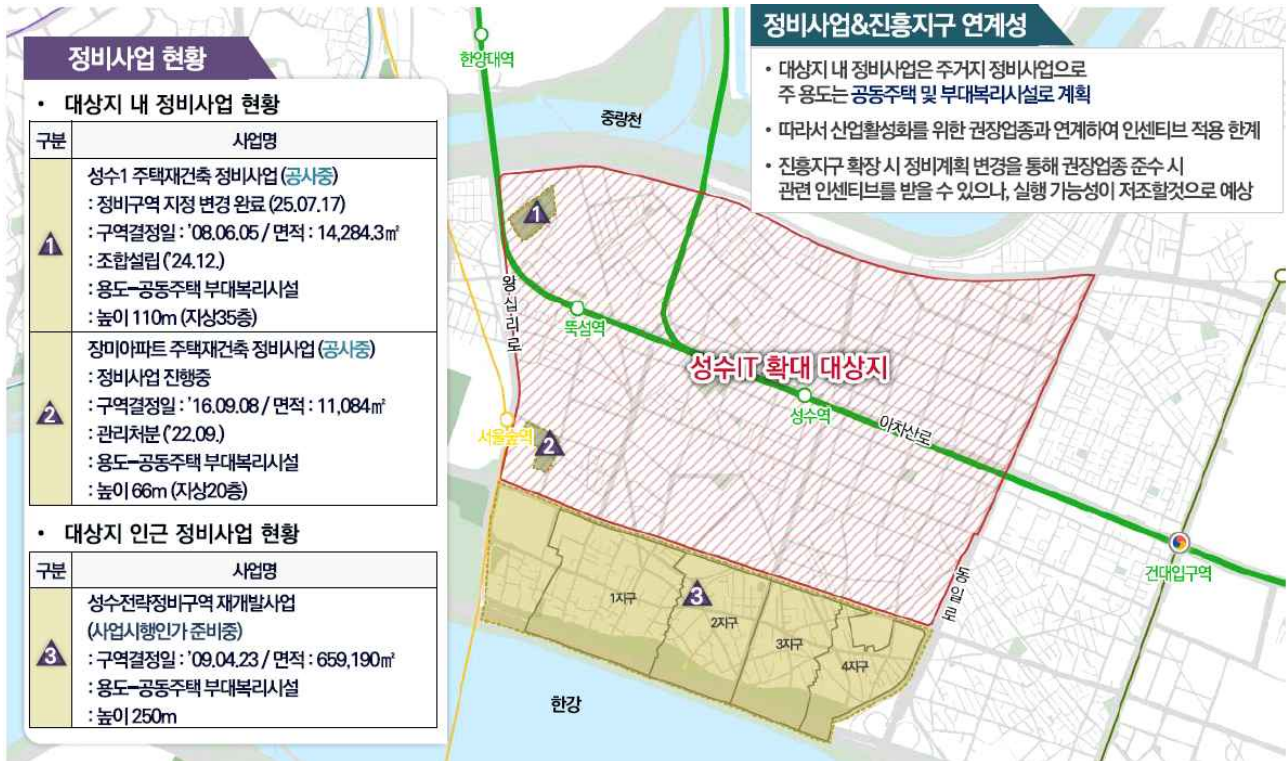 정비사업 현황
• 대상지 내 정비사업 현황
구분 사업명
1
성수1 주택재건축 정비사업 (공사중)
: 정비구역 지정 변경 완료 (25.07.17)
: 구역결정일 : '08.06.05 / 면적 : 14,284.3㎡
: 조합설립 ('24.12.)
: 용도-공동주택 부대복리시설
: 높이 110m (지상35층)
2
장미아파트 주택재건축 정비사업 (공사중)
: 정비사업 진행중
: 구역결정일 : '16.09.08 / 면적 : 11,084㎡
: 관리처분 ('22.09.)
: 용도-공동주택 부대복리시설
: 높이 66m (지상20층)
• 대상지 인근 정비사업 현황
구분 사업명
3
성수전략정비구역 재개발사업
(사업시행인가 준비중)
: 구역결정일 : '09.04.23 / 면적 : 659,190㎡
: 용도-공동주택 부대복리시설
: 높이 250m
정비사업&진흥지구 연계성
• 대상지 내 정비사업은 주거지 정비사업으로
주 용도는 공동주택 및 부대복리시설로 계획
• 따라서 산업활성화를 위한 권장업종과 연계하여 인센티브 적용 한계
• 진흥지구 확장 시 정비계획 변경을 통해 권장업종 준수 시
관련 인센티브를 받을 수 있으나, 실행 가능성이 저조할것으로 예상
한양대역
중랑천
1
왕십리로
뚝섬역
성수IT 확대 대상지
성수역
아차산로
서울숲역
2
건대입구역
동일로
1지구
3
2지구
3지구
4지구
한강